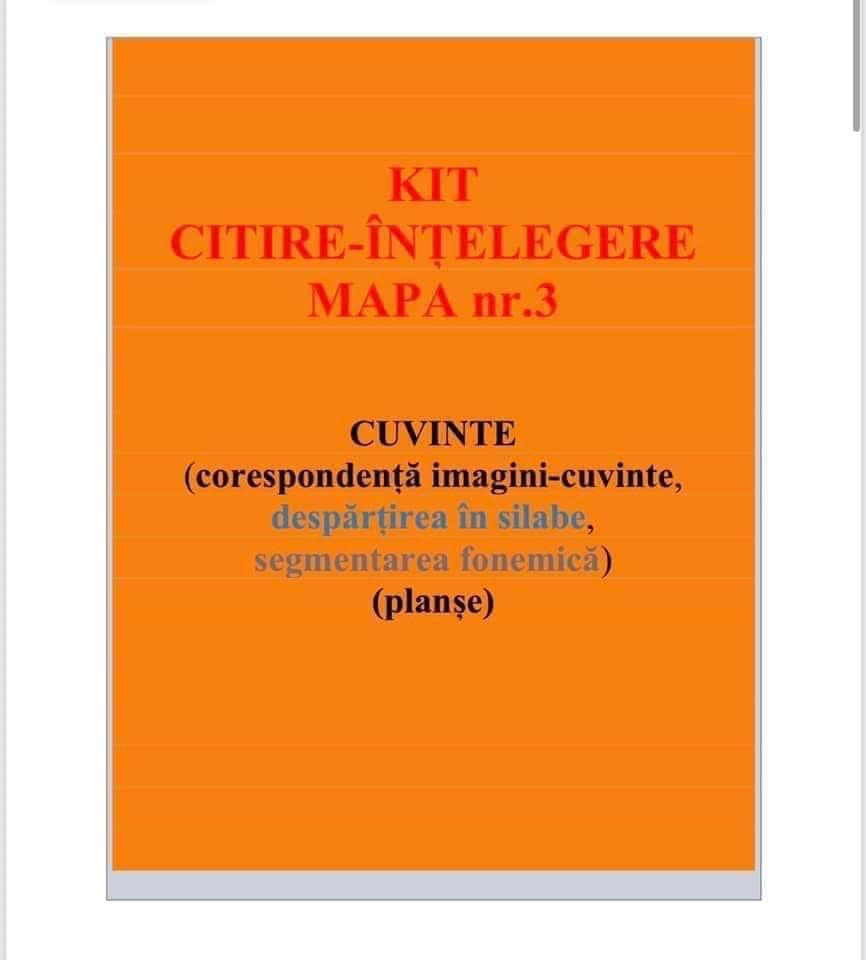 KIT
CITIRE-ÎNȚELEGERE
MAPA nr.3
CUVINTE
(corespondență imagini-cuvinte,
despărțirea în silabe,
segmentarea fonemică)
(planșe)